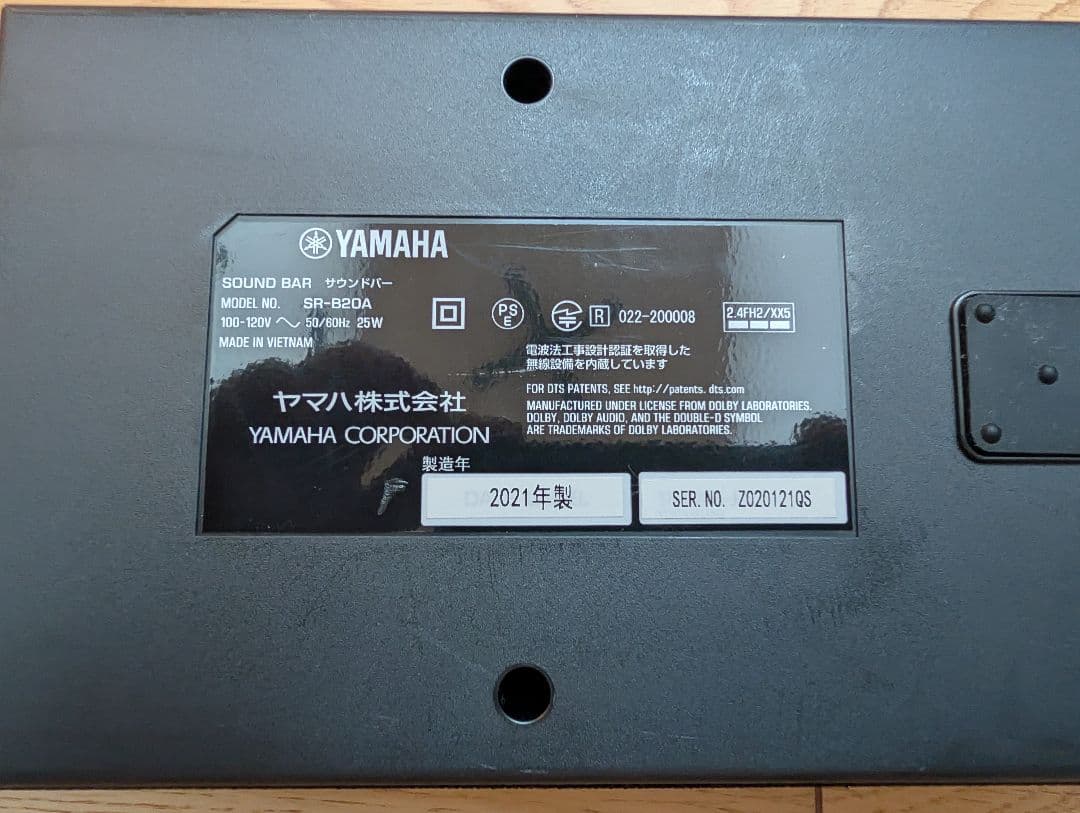 YAMAHA
SOUND BAR サウンドバー
MODEL NO. SR-B20A
100-120V 〜 50/60Hz 25W
MADE IN VIETNAM
PS
E
R 022-200008
2.4FH2/XX5
電波法工事設計認証を取得した
無線設備を内蔵しています
FOR DTS PATENTS, SEE http://patents.dts.com
MANUFACTURED UNDER LICENSE FROM DOLBY LABORATORIES.
DOLBY, DOLBY AUDIO, AND THE DOUBLE-D SYMBOL
ARE TRADEMARKS OF DOLBY LABORATORIES.
ヤマハ株式会社
YAMAHA CORPORATION
製造年
2021年製
SER. NO. Z020121QS